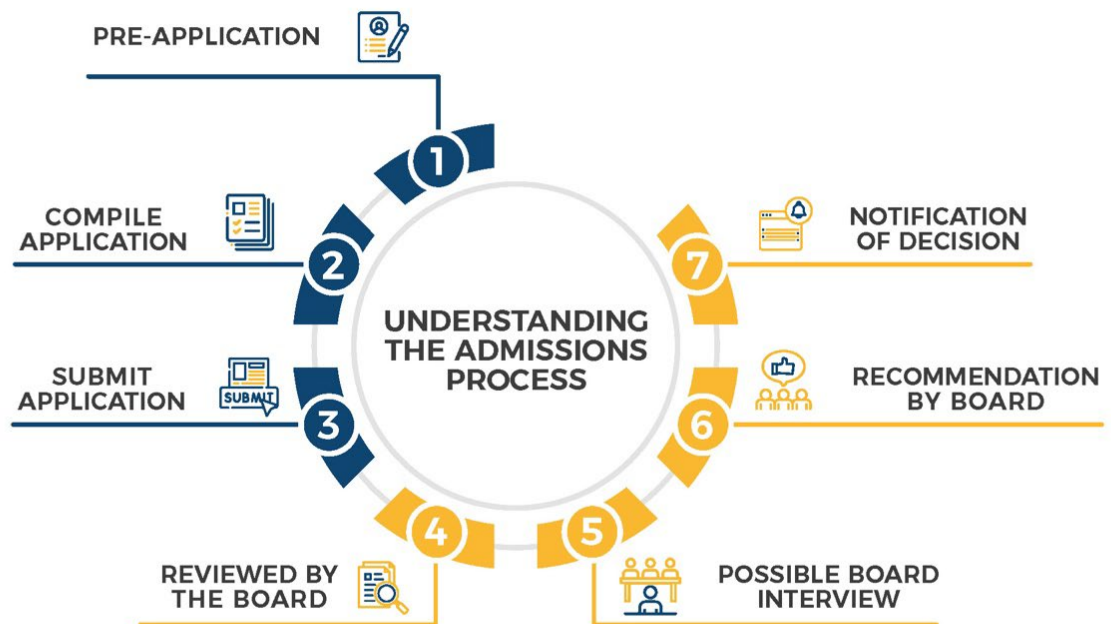 PRE-APPLICATION
1
COMPILE
APPLICATION
2
SUBMIT
APPLICATION
SUBMIT
3
REVIEWED BY
THE BOARD
4
POSSIBLE BOARD
INTERVIEW
5
RECOMMENDATION
BY BOARD
6
NOTIFICATION
OF DECISION
7
UNDERSTANDING
THE ADMISSIONS
PROCESS